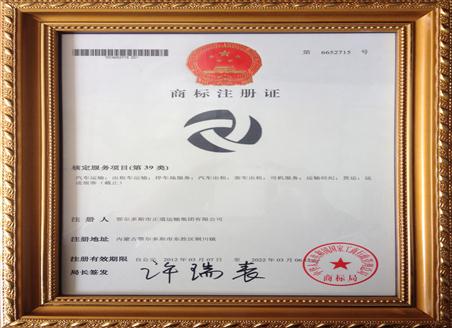 第 6652715 号
商标注册证
核定服务项目(第 39 类)
汽车运输;出租车运输;停车场服务;汽车出租;客车出租;司机服务;运输经纪;货运;运
送旅客(截止)
注 册 人 鄂尔多斯市正道运输集团有限公司
注册地址 内蒙古鄂尔多斯市东胜区铜川镇
注册有效期限 自公元 2012 年 03 月 07 日 至 2022 年 03 月 06
局长签发 许瑞表
商标局